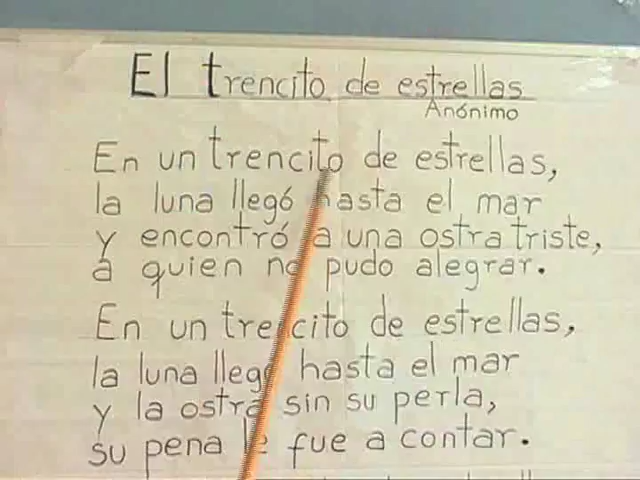 El trencito de estrellas
Anónimo
En un trencito de estrellas,
la luna llegó hasta el mar
y encontró a una ostra triste,
a quien no pudo alegrar.
En un trencito de estrellas,
la luna llegó hasta el mar
y la ostra sin su perla,
su pena le fue a contar.